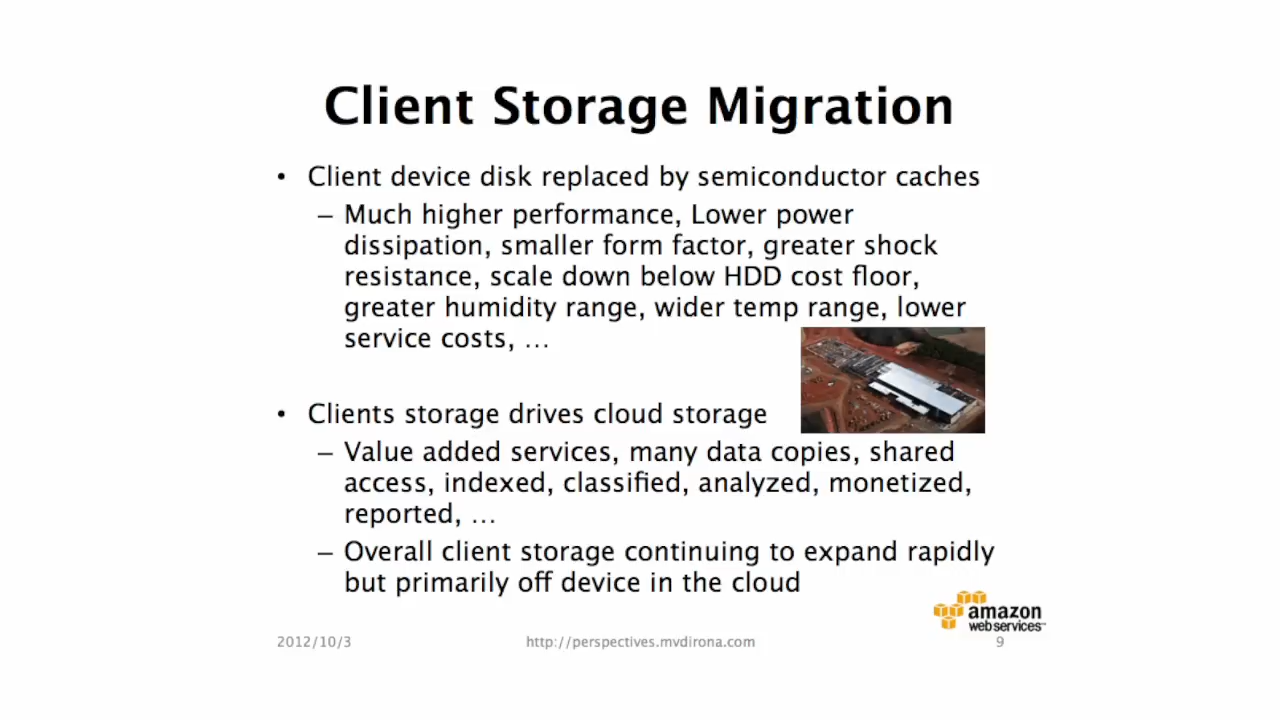 Client Storage Migration
• Client device disk replaced by semiconductor caches
– Much higher performance, Lower power
dissipation, smaller form factor, greater shock
resistance, scale down below HDD cost floor,
greater humidity range, wider temp range, lower
service costs, …
• Clients storage drives cloud storage
– Value added services, many data copies, shared
access, indexed, classified, analyzed, monetized,
reported, …
– Overall client storage continuing to expand rapidly
but primarily off device in the cloud
amazon
web services™
2012/10/3
http://perspectives.mvdirona.com
9